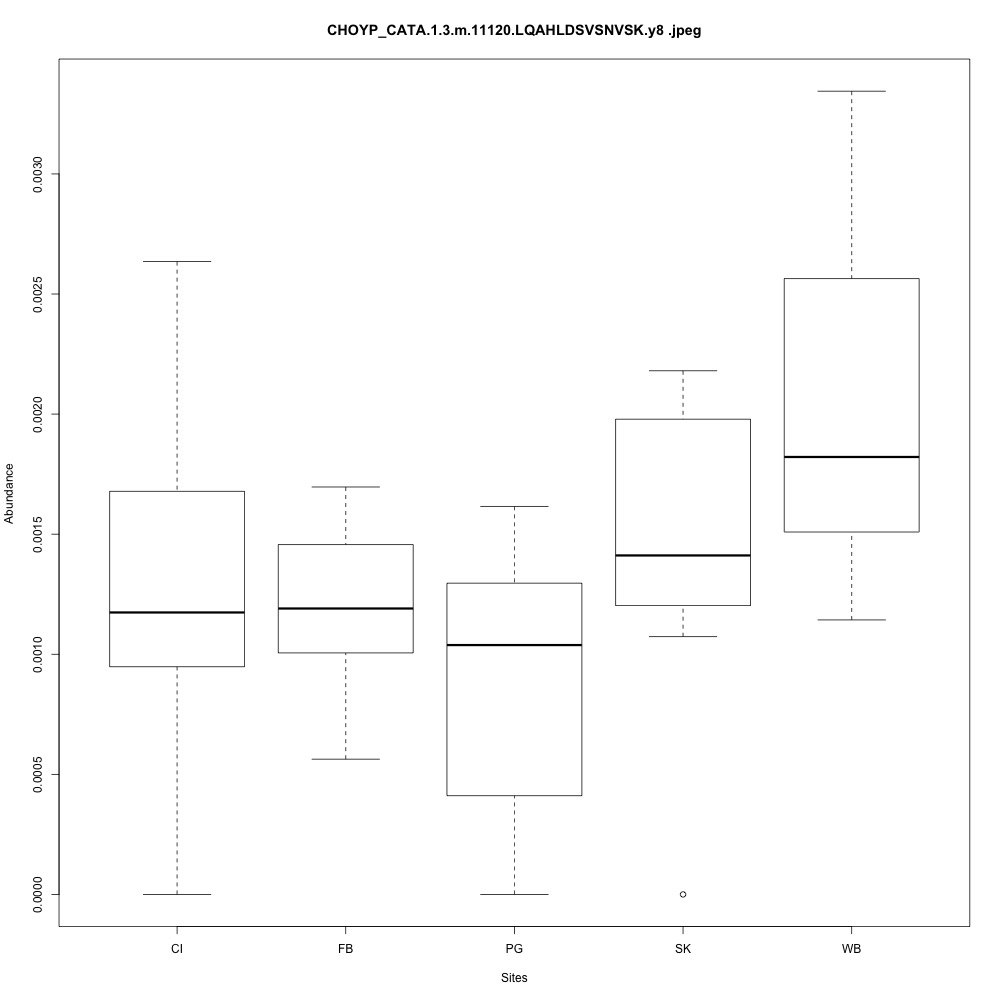 CHOYP_CATA.1.3.m.11120.LQAHLDSVSNVSK.y8 .jpeg
Abundance
0.0030
0.0025
0.0020
0.0015
0.0010
0.0005
0.0000
CI FB PG SK WB
Sites